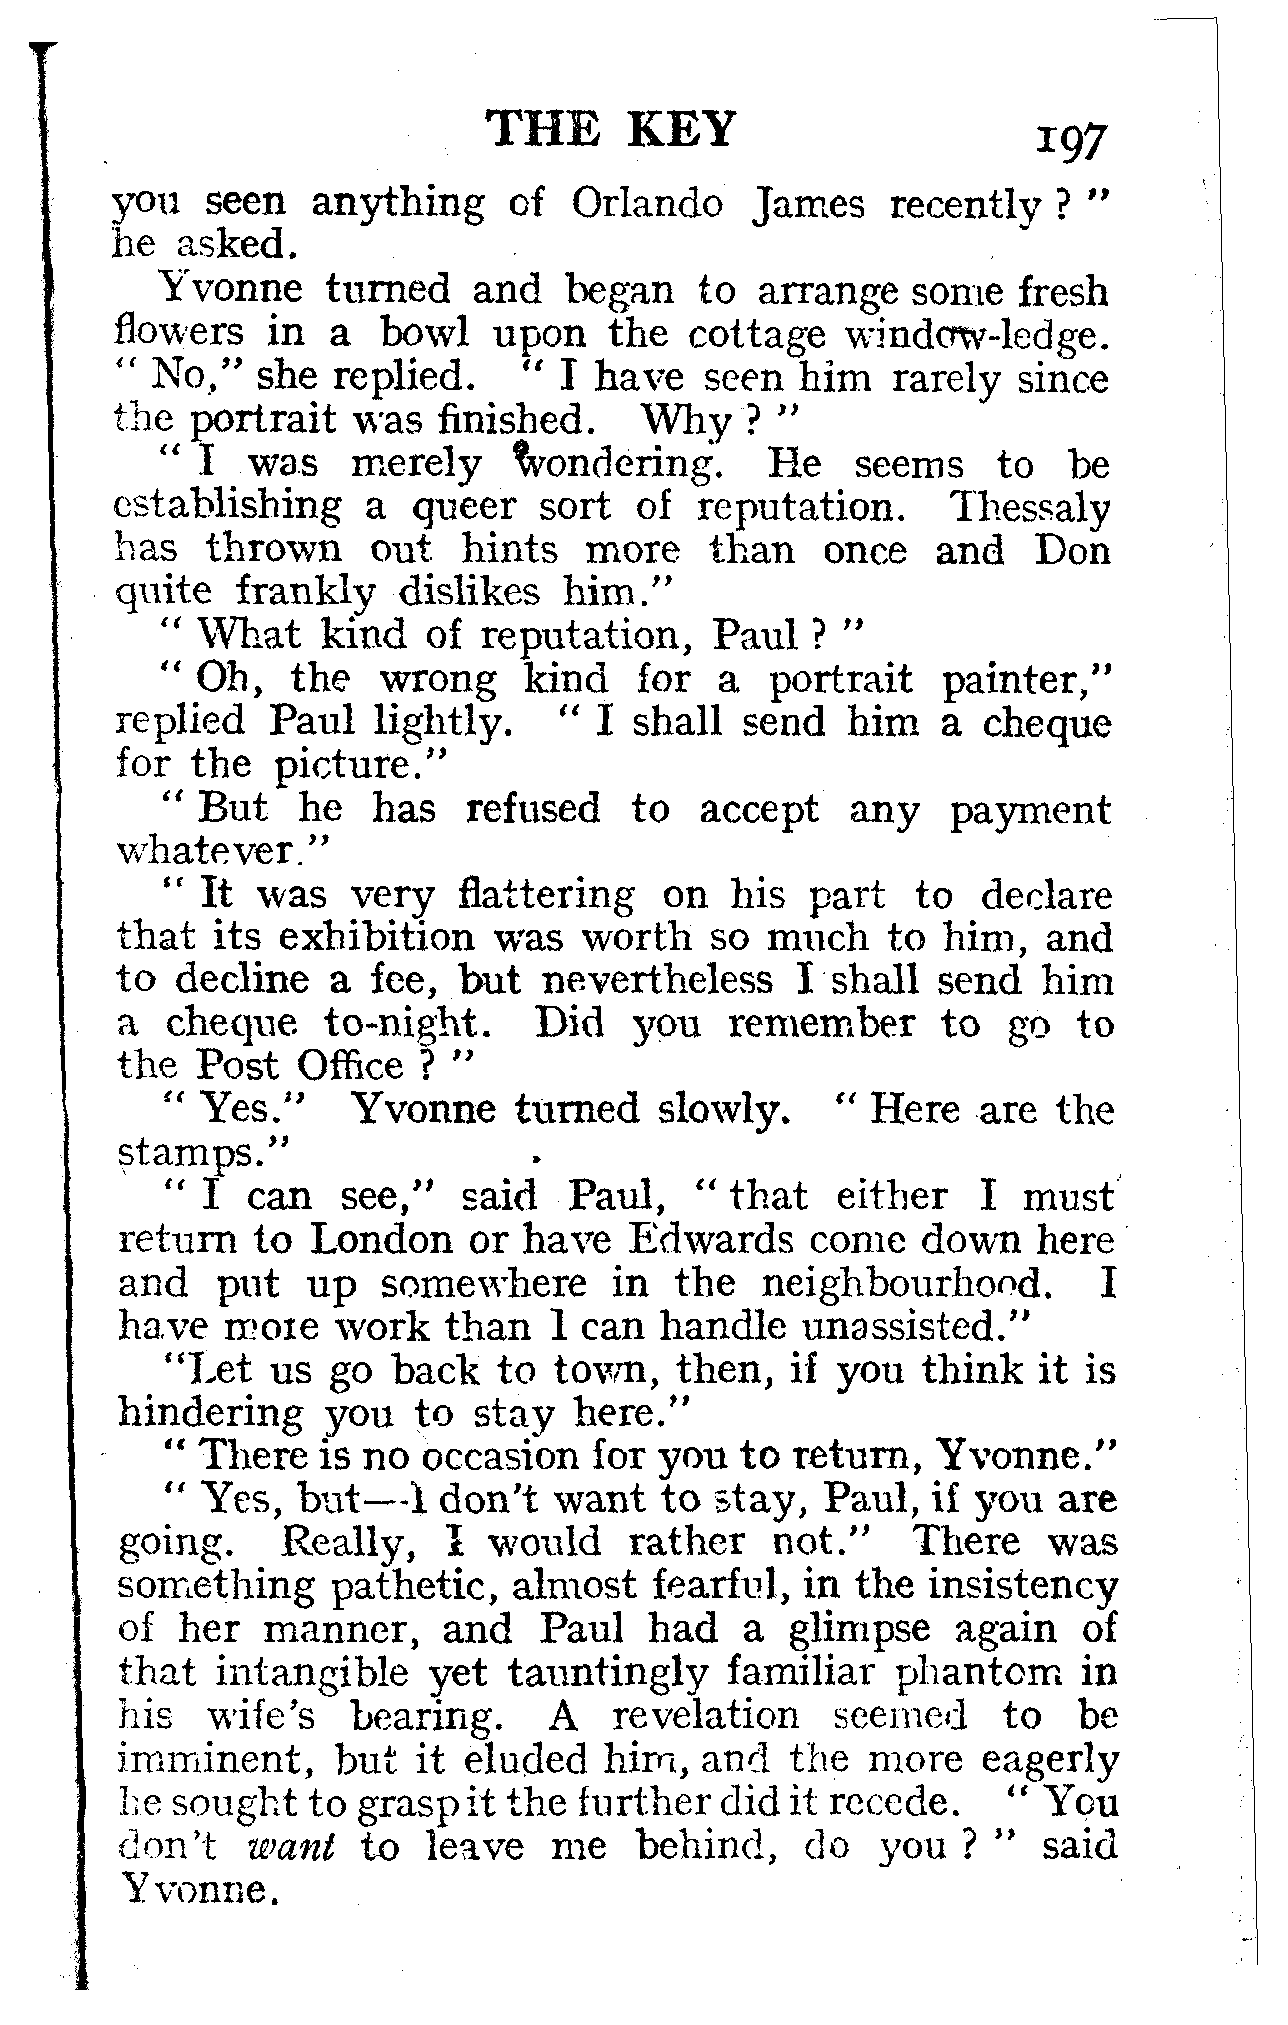 THE KEY 197
you seen anything of Orlando James recently ? "
he asked.
Yvonne turned and began to arrange some fresh
flowers in a bowl upon the cottage window-ledge.
" No," she replied. " I have seen him rarely since
the portrait was finished. Why ? "
" I was merely wondering. He seems to be
establishing a queer sort of reputation. Thessaly
has thrown out hints more than once and Don
quite frankly dislikes him."
" What kind of reputation, Paul ? "
" Oh, the wrong kind for a portrait painter,"
replied Paul lightly. " I shall send him a cheque
for the picture."
" But he has refused to accept any payment
whatever."
" It was very flattering on his part to declare
that its exhibition was worth so much to him, and
to decline a fee, but nevertheless I shall send him
a cheque to-night. Did you remember to go to
the Post Office ? "
" Yes." Yvonne turned slowly. " Here are the
stamps."
" I can see," said Paul, " that either I must
return to London or have Edwards come down here
and put up somewhere in the neighbourhood. I
have more work than I can handle unassisted."
"Let us go back to town, then, if you think it is
hindering you to stay here."
" There is no occasion for you to return, Yvonne."
" Yes, but—I don't want to stay, Paul, if you are
going. Really, I would rather not." There was
something pathetic, almost fearful, in the insistency
of her manner, and Paul had a glimpse again of
that intangible yet tauntingly familiar phantom in
his wife's bearing. A revelation seemed to be
imminent, but it eluded him, and the more eagerly
he sought to grasp it the further did it recede. " You
don't want to leave me behind, do you ? " said
Yvonne.